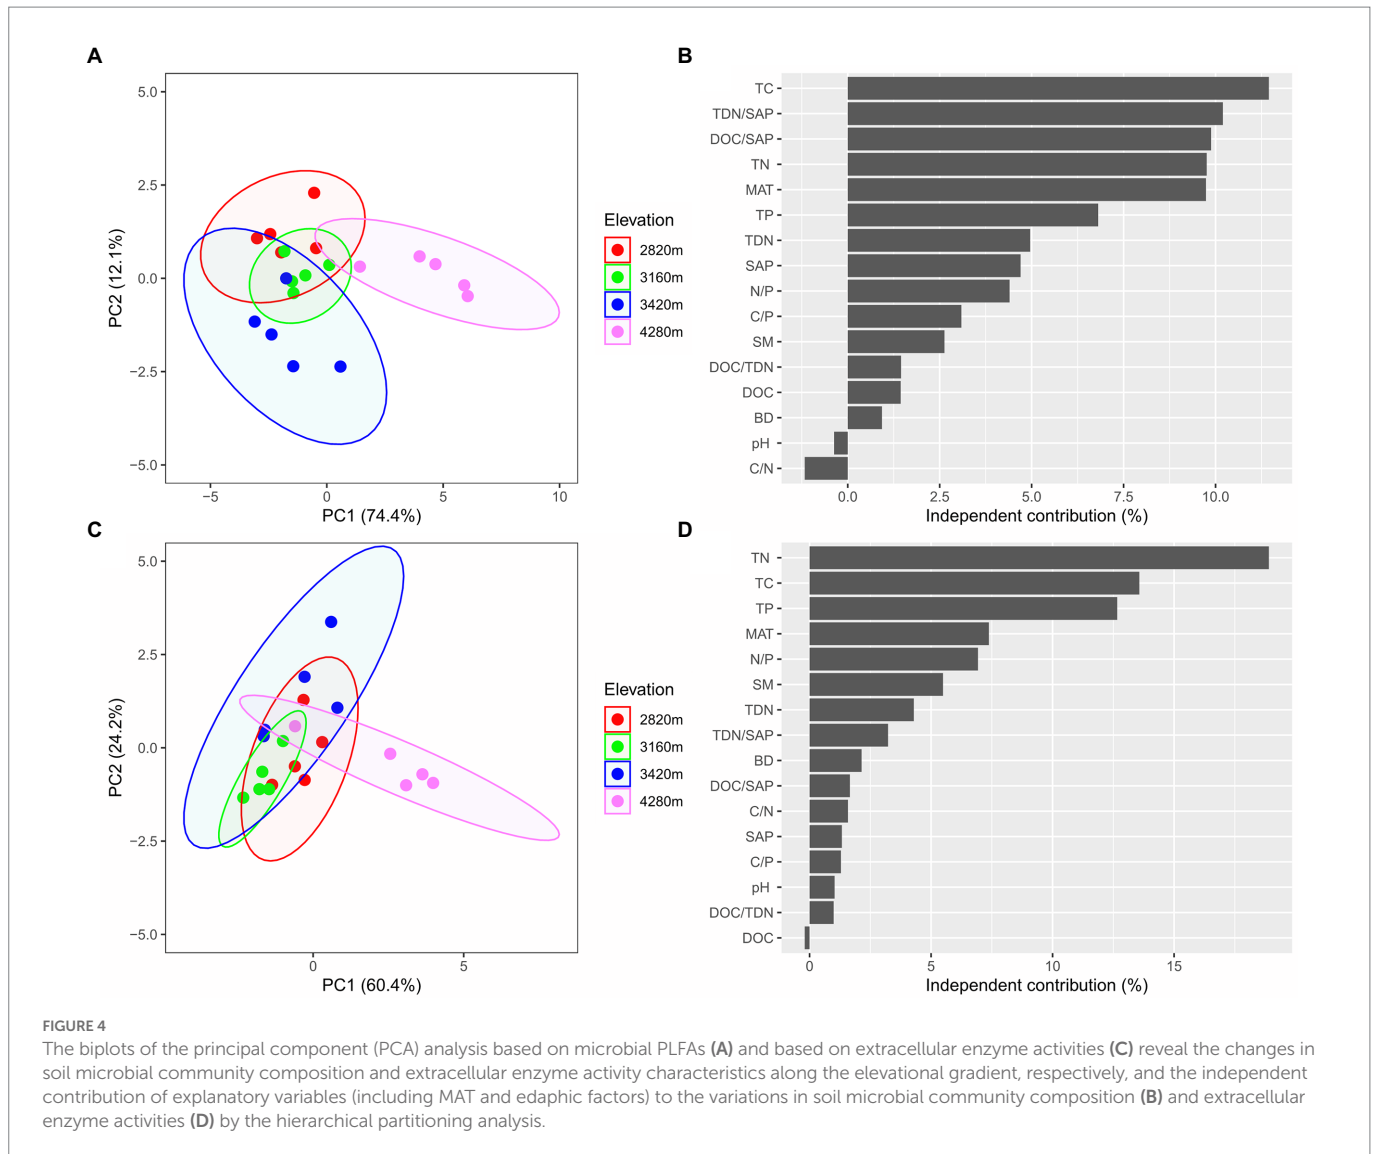 A
5.0
2.5
0.0
−2.5
−5.0
PC2 (12.1%)
−5
0
5
10
PC1 (74.4%)
Elevation
2820m
3160m
3420m
4280m
B
TC
TDN/SAP
DOC/SAP
TN
MAT
TP
TDN
SAP
N/P
C/P
SM
DOC/TDN
DOC
BD
pH
C/N
0.0
2.5
5.0
7.5
10.0
Independent contribution (%)
C
5.0
2.5
0.0
−2.5
−5.0
PC2 (24.2%)
0
5
PC1 (60.4%)
Elevation
2820m
3160m
3420m
4280m
D
TN
TC
TP
MAT
N/P
SM
TDN
TDN/SAP
BD
DOC/SAP
C/N
SAP
C/P
pH
DOC/TDN
DOC
0
5
10
15
Independent contribution (%)
FIGURE 4
The biplots of the principal component (PCA) analysis based on microbial PLFAs (A) and based on extracellular enzyme activities (C) reveal the changes in
soil microbial community composition and extracellular enzyme activity characteristics along the elevational gradient, respectively, and the independent
contribution of explanatory variables (including MAT and edaphic factors) to the variations in soil microbial community composition (B) and extracellular
enzyme activities (D) by the hierarchical partitioning analysis.